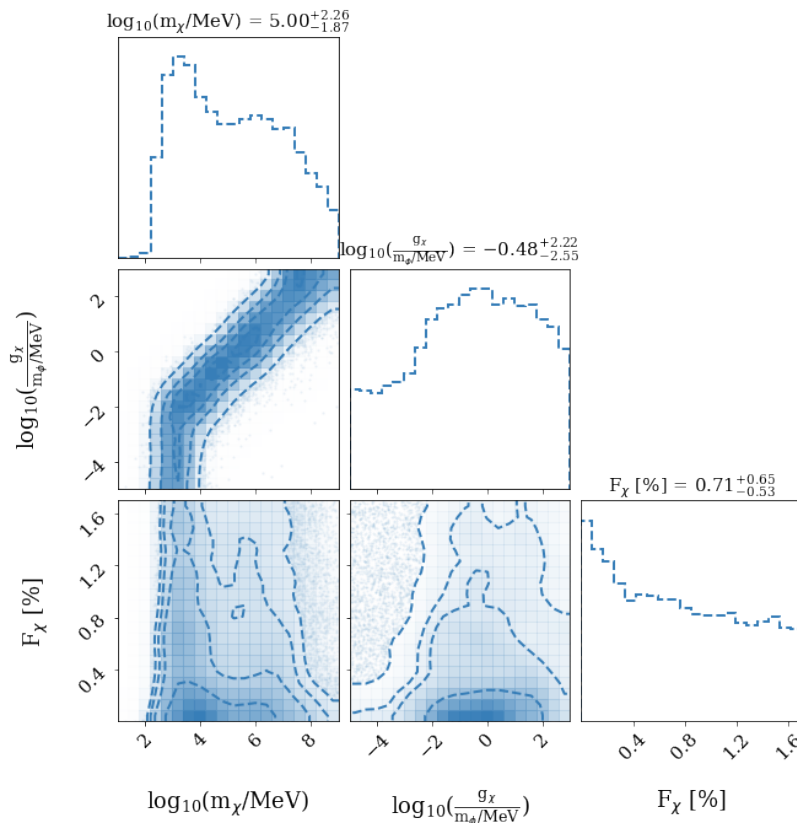 log₁₀(mχ/MeV) = 5.00⁺²·²⁶₋₁.₈₇
log₁₀(gχ/mϕ/MeV) = −0.48⁺²·²²₋₂.₅₅
2
0
−2
−4
log₁₀(gχ/mϕ/MeV)
Fχ [%] = 0.71⁺⁰·⁶⁵₋₀.₅₃
1.6
1.2
0.8
0.4
Fχ [%]
2 4 6 8
−4 −2 0 2
0.4 0.8 1.2 1.6
log₁₀(mχ/MeV)
log₁₀(gχ/mϕ/MeV)
Fχ [%]